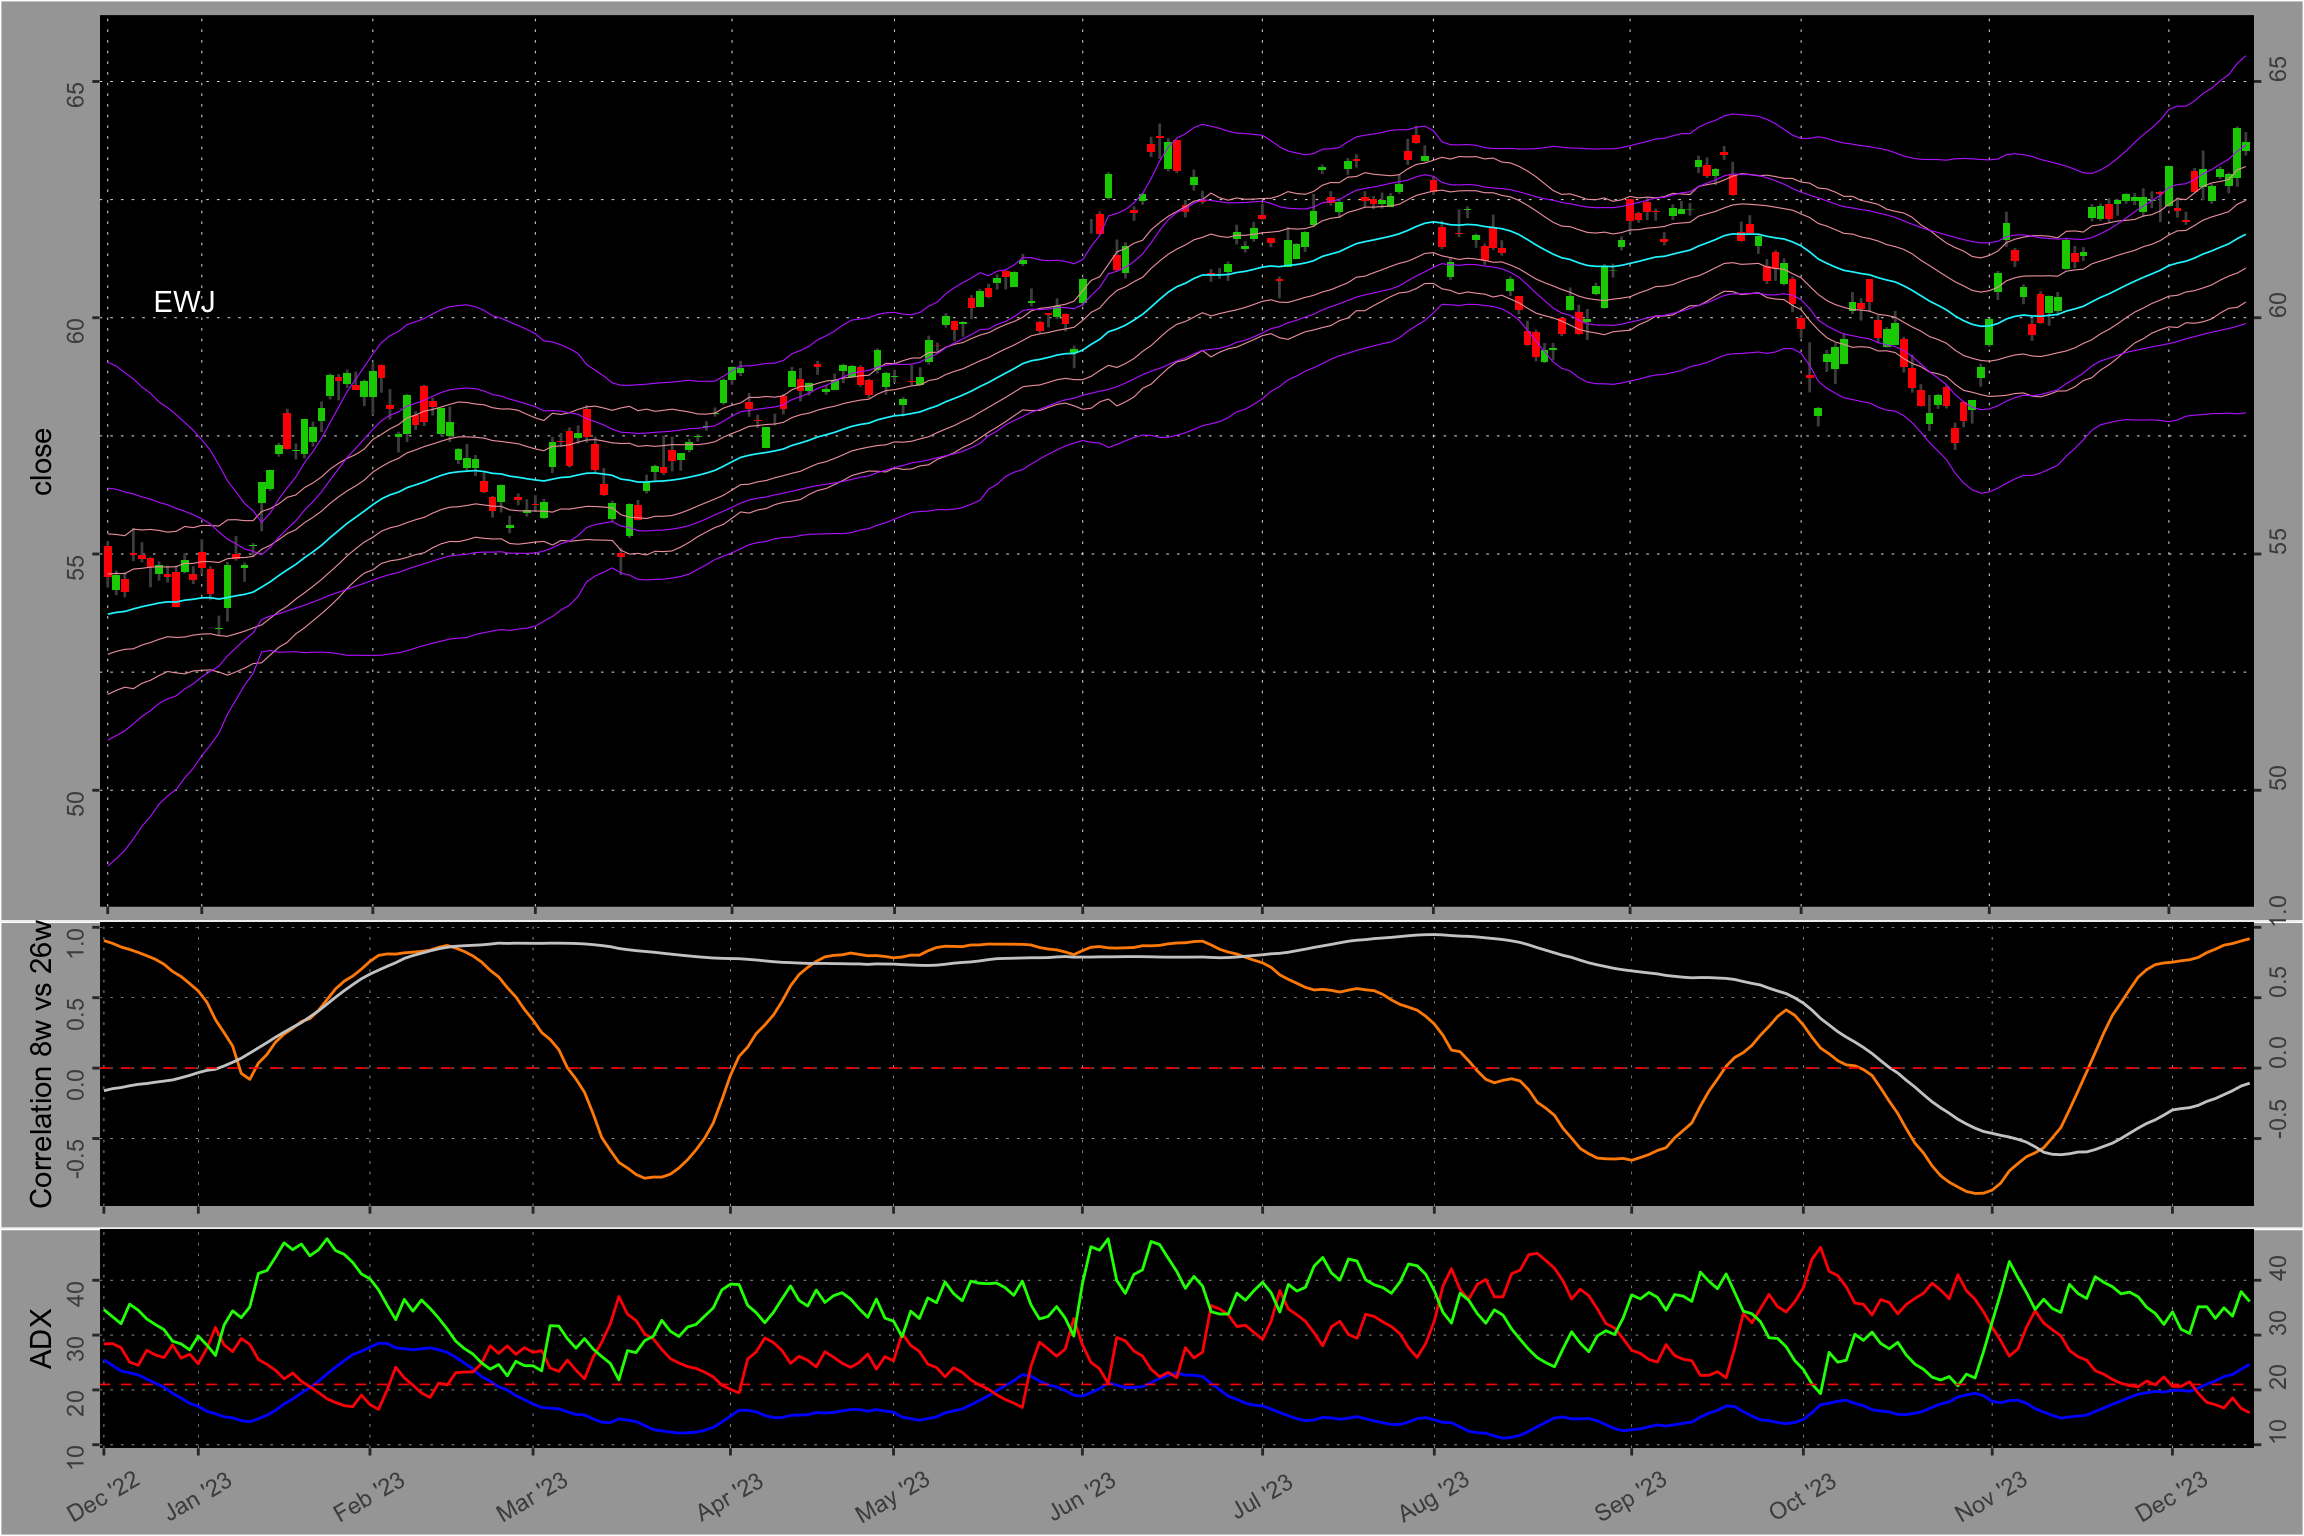 EWJ
close
65
60
55
50
65
60
55
50
Correlation 8w vs 26w
1.0
0.5
0.0
-0.5
1.0
0.5
0.0
-0.5
ADX
40
30
20
10
40
30
20
10
Dec '22
Jan '23
Feb '23
Mar '23
Apr '23
May '23
Jun '23
Jul '23
Aug '23
Sep '23
Oct '23
Nov '23
Dec '23